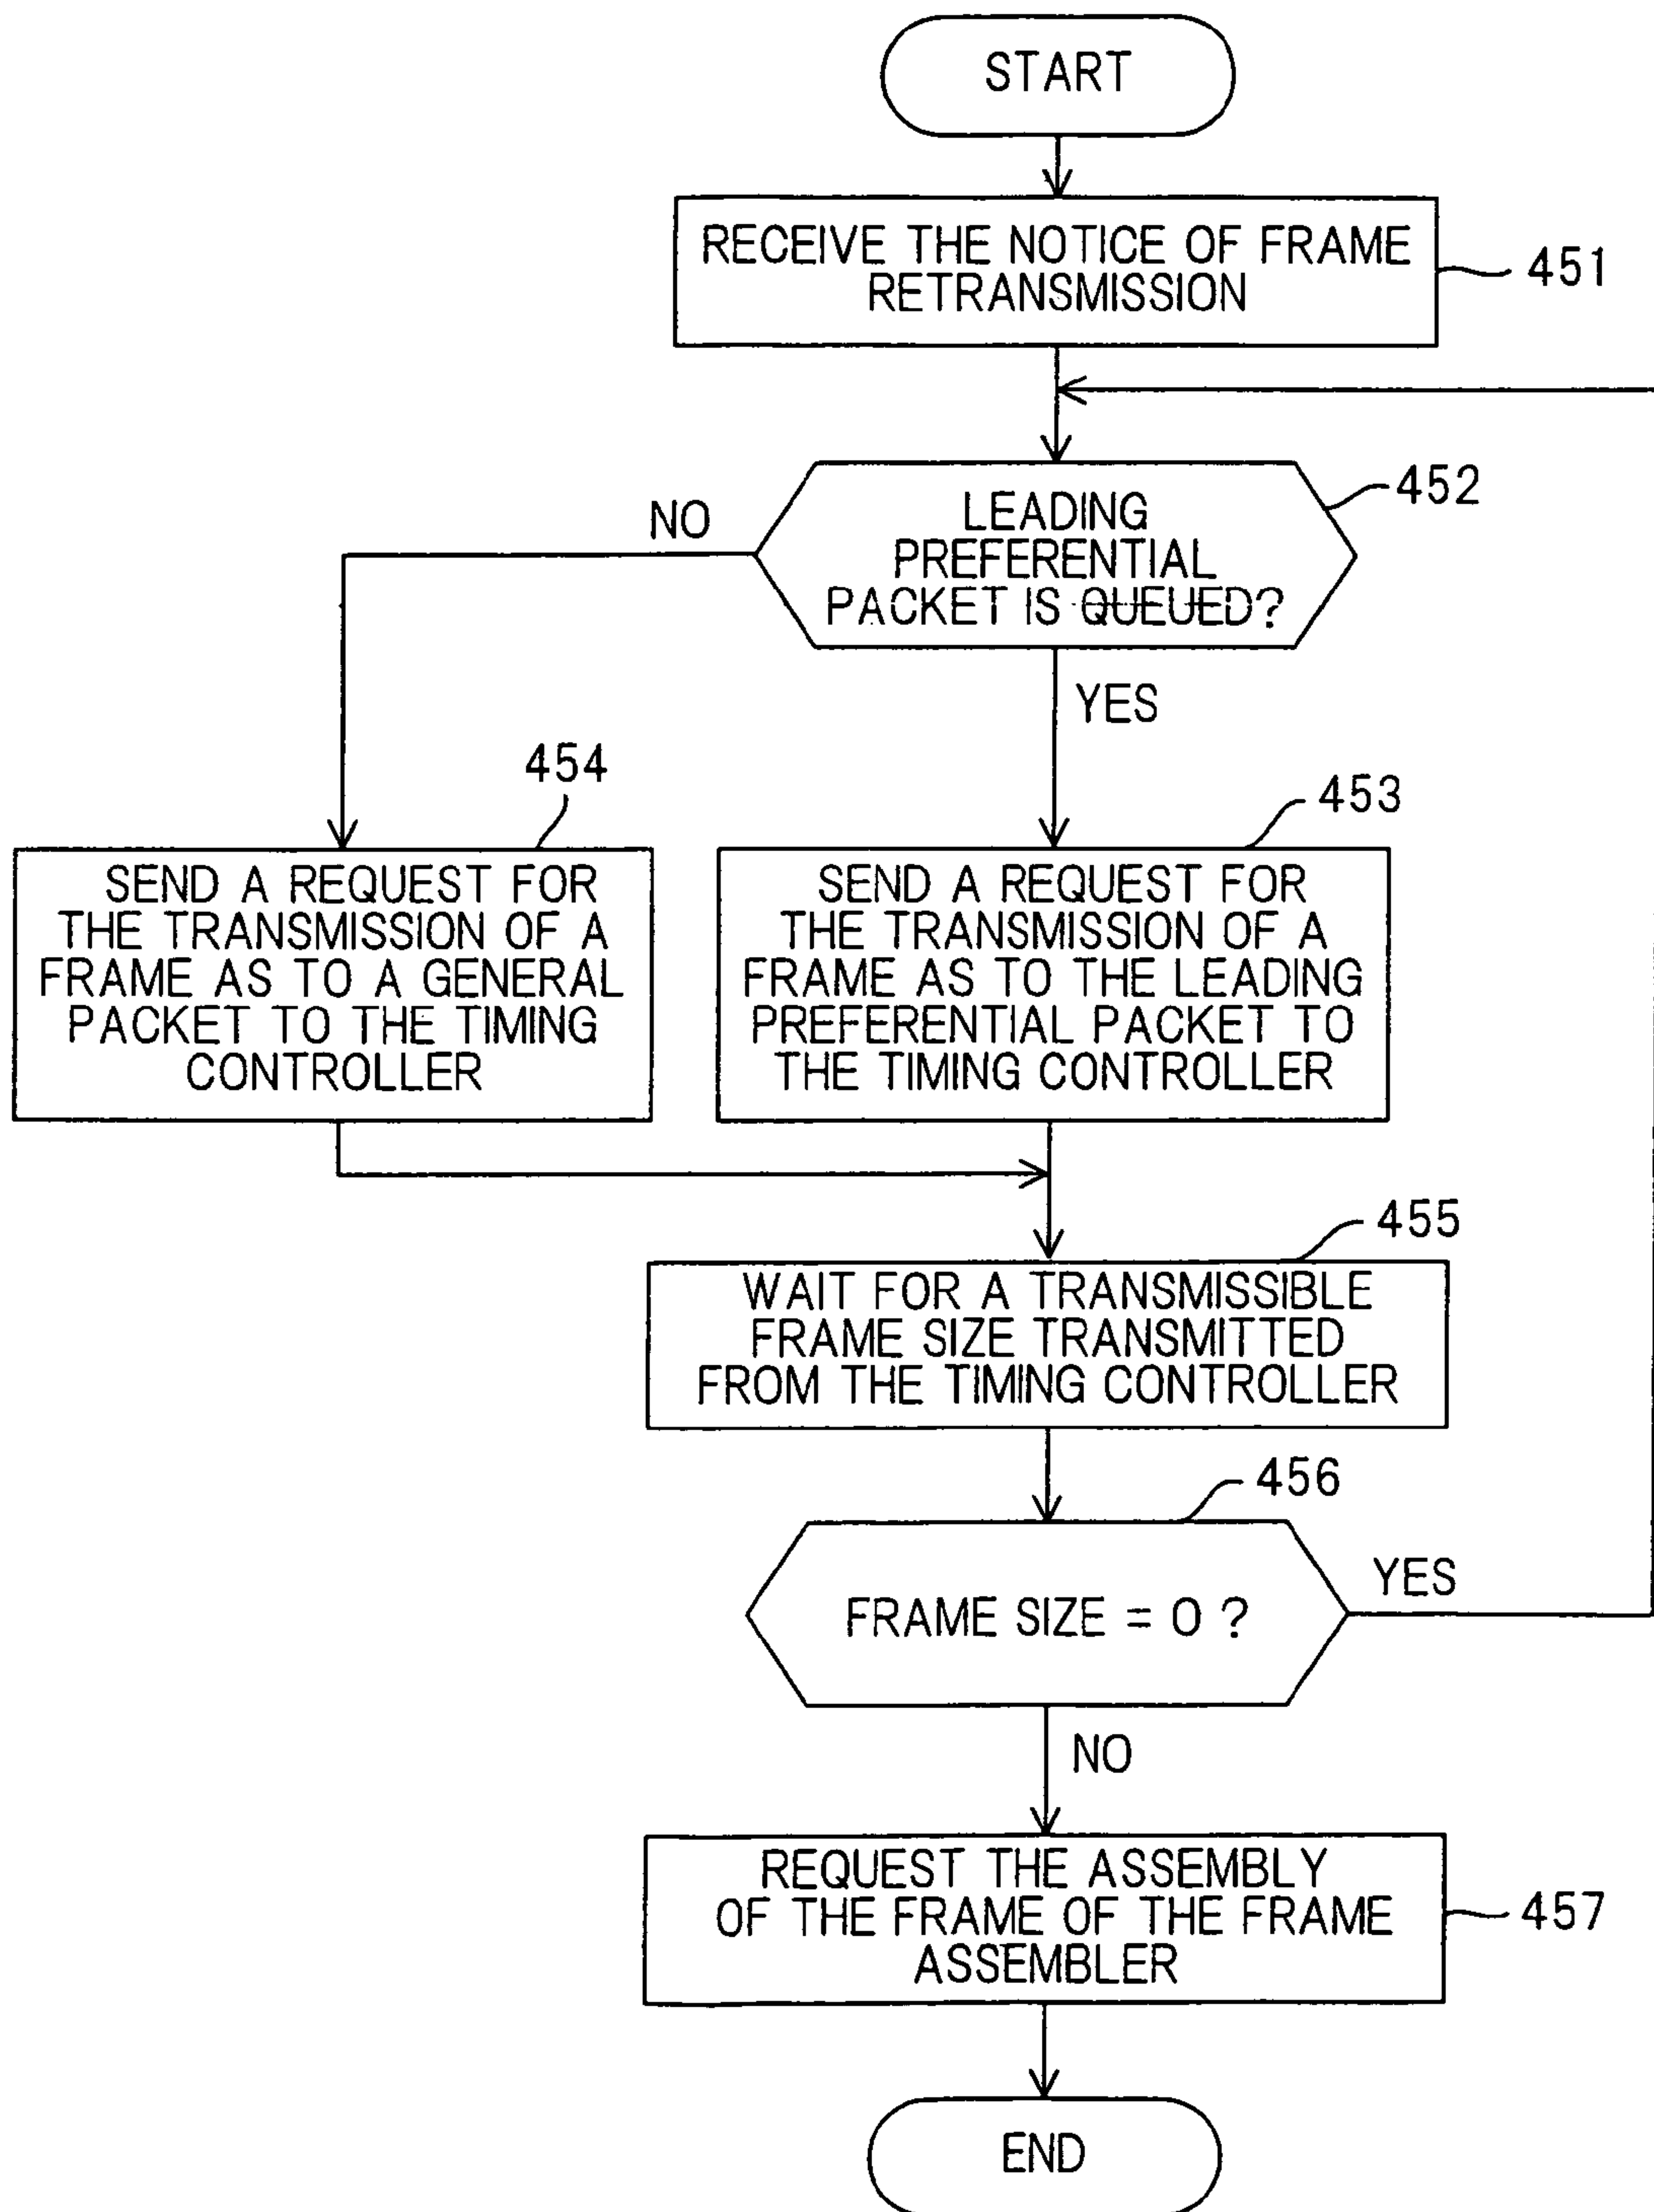 START
RECEIVE THE NOTICE OF FRAME
RETRANSMISSION
451
LEADING
PREFERENTIAL
PACKET IS QUEUED?
452
NO
YES
454
453
SEND A REQUEST FOR
THE TRANSMISSION OF A
FRAME AS TO A GENERAL
PACKET TO THE TIMING
CONTROLLER
SEND A REQUEST FOR
THE TRANSMISSION OF A
FRAME AS TO THE LEADING
PREFERENTIAL PACKET TO
THE TIMING CONTROLLER
455
WAIT FOR A TRANSMISSIBLE
FRAME SIZE TRANSMITTED
FROM THE TIMING CONTROLLER
456
FRAME SIZE = 0 ?
YES
NO
REQUEST THE ASSEMBLY
OF THE FRAME OF THE FRAME
ASSEMBLER
457
END